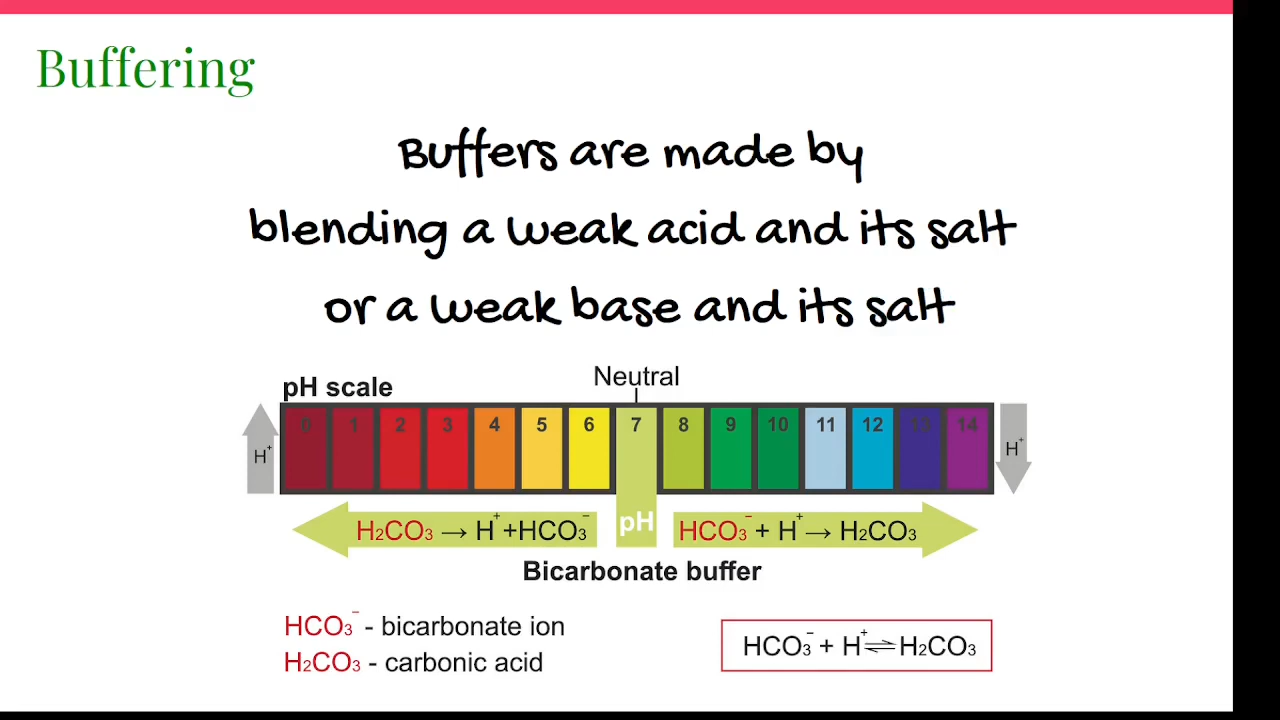 Buffering
Buffers are made by
blending a weak acid and its salt
or a weak base and its salt
Neutral
pH scale
0 1 2 3 4 5 6 7 8 9 10 11 12 13 14
H⁺
H⁺
H₂CO₃ → H⁺+HCO₃⁻
pH
HCO₃⁻ + H⁺ → H₂CO₃
Bicarbonate buffer
HCO₃⁻ - bicarbonate ion
H₂CO₃ - carbonic acid
HCO₃⁻ + H⁺ ⇌ H₂CO₃